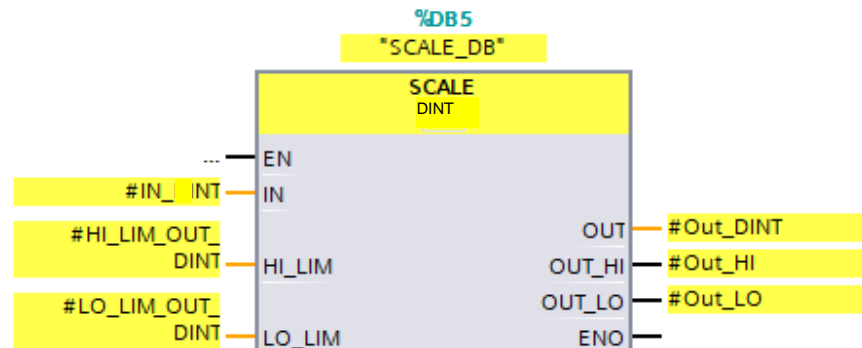 %DB5
"SCALE_DB"
SCALE
DINT
... EN
#IN_ INT IN
#HI_LIM_OUT_
DINT HI_LIM
#LO_LIM_OUT_
DINT LO_LIM
OUT #Out_DINT
OUT_HI #Out_HI
OUT_LO #Out_LO
ENO